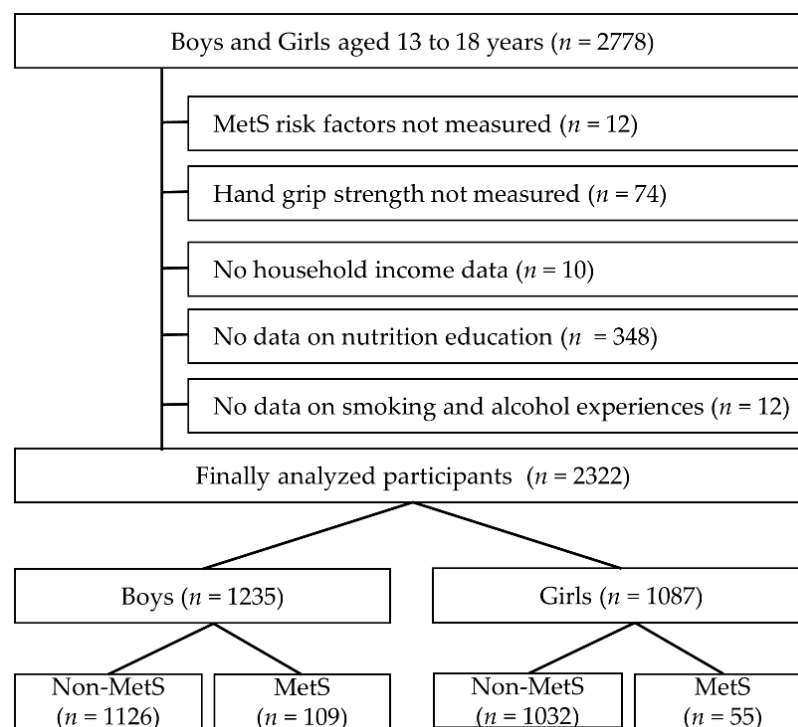 Boys and Girls aged 13 to 18 years (n = 2778)
MetS risk factors not measured (n = 12)
Hand grip strength not measured (n = 74)
No household income data (n = 10)
No data on nutrition education (n = 348)
No data on smoking and alcohol experiences (n = 12)
Finally analyzed participants (n = 2322)
Boys (n = 1235)
Girls (n = 1087)
Non-MetS
(n = 1126)
MetS
(n = 109)
Non-MetS
(n = 1032)
MetS
(n = 55)